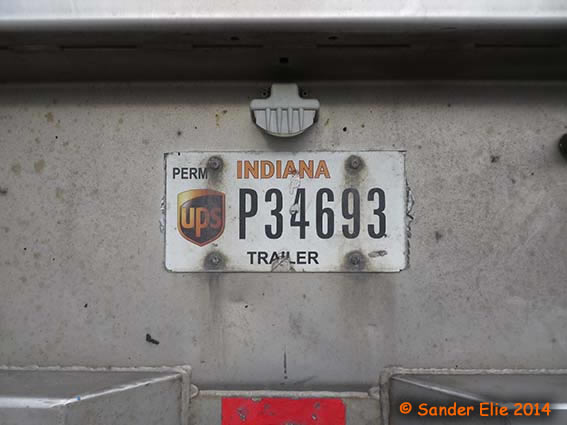 PERM INDIANA
ups P34693
TRAILER
© Sander Elie 2014